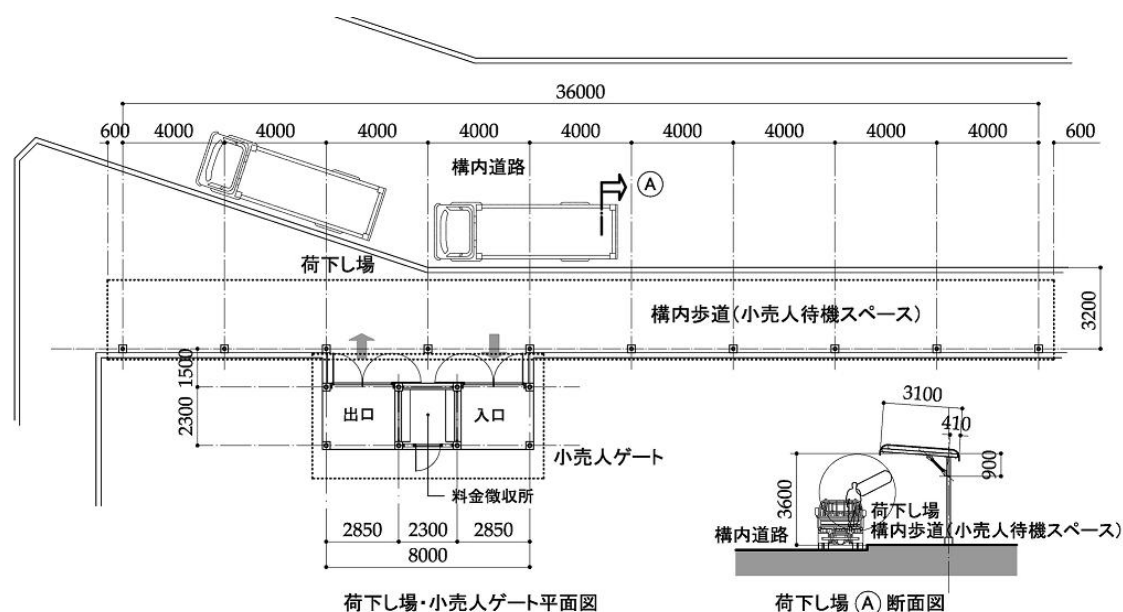 36000
600 4000 4000 4000 4000 4000 4000 4000 4000 4000 600
構内道路
A
荷下し場
構内歩道(小売人待機スペース)
3200
1500
2300
出口
入口
小売人ゲート
料金徴収所
2850 2300 2850
8000
荷下し場・小売人ゲート平面図
3100
410
900
3600
荷下し場
構内道路
構内歩道(小売人待機スペース)
荷下し場 A 断面図